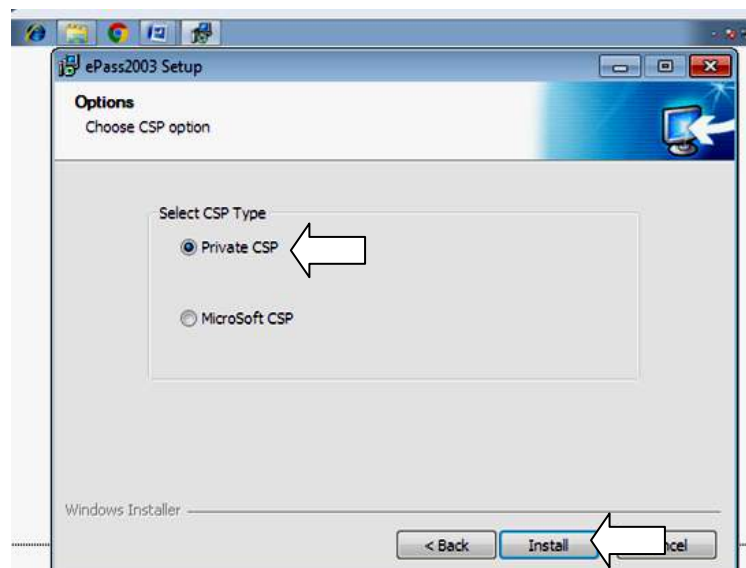 ePass2003 Setup
Options
Choose CSP option
Select CSP Type
Private CSP
MicroSoft CSP
Windows Installer
< Back Install